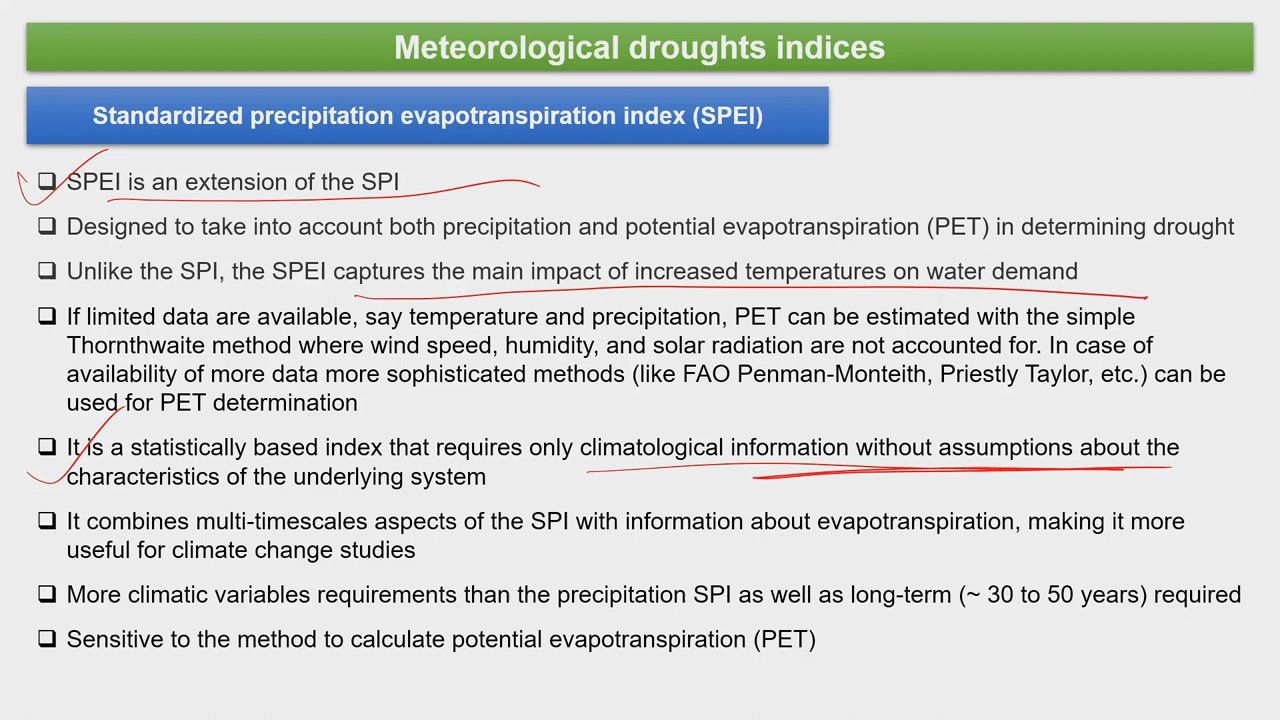 Meteorological droughts indices
Standardized precipitation evapotranspiration index (SPEI)
❑ SPEI is an extension of the SPI
❑ Designed to take into account both precipitation and potential evapotranspiration (PET) in determining drought
❑ Unlike the SPI, the SPEI captures the main impact of increased temperatures on water demand
❑ If limited data are available, say temperature and precipitation, PET can be estimated with the simple
Thornthwaite method where wind speed, humidity, and solar radiation are not accounted for. In case of
availability of more data more sophisticated methods (like FAO Penman-Monteith, Priestly Taylor, etc.) can be
used for PET determination
❑ It is a statistically based index that requires only climatological information without assumptions about the
characteristics of the underlying system
❑ It combines multi-timescales aspects of the SPI with information about evapotranspiration, making it more
useful for climate change studies
❑ More climatic variables requirements than the precipitation SPI as well as long-term (~ 30 to 50 years) required
❑ Sensitive to the method to calculate potential evapotranspiration (PET)